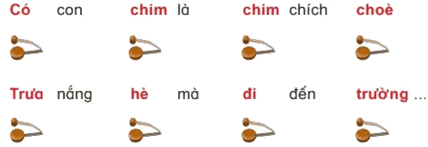 Có con chim là chim chích choè
Trưa nắng hè mà đi đến trường ...